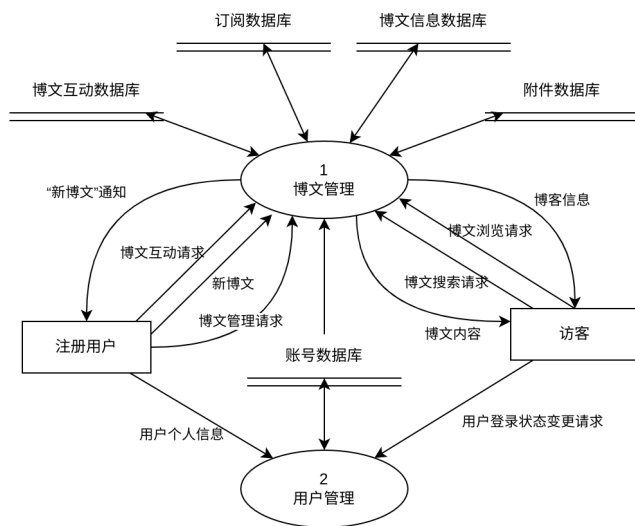 订阅数据库
博文信息数据库
博文互动数据库
附件数据库
1
博文管理
“新博文”通知
博客信息
博文互动请求
博文浏览请求
新博文
博文搜索请求
博文管理请求
博文内容
注册用户
访客
账号数据库
用户个人信息
用户登录状态变更请求
2
用户管理